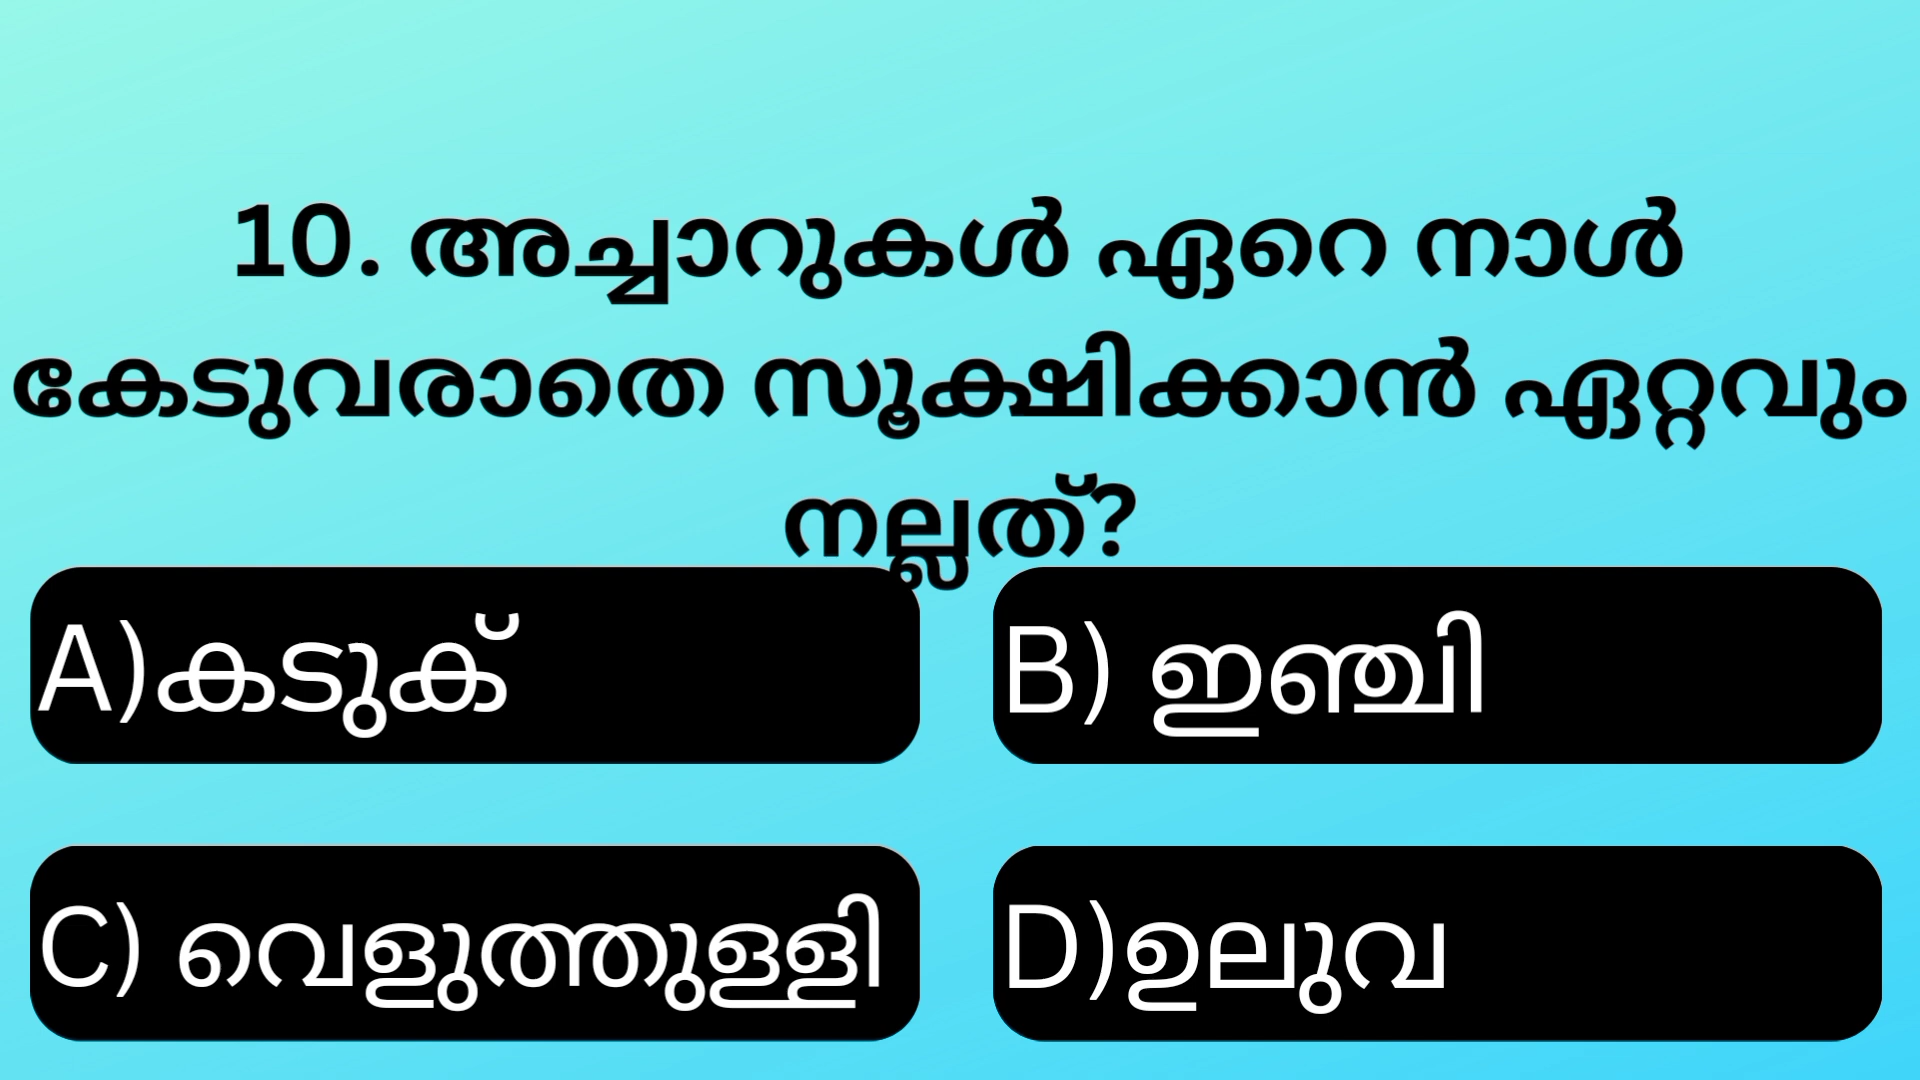 10. അച്ചാറുകൾ ഏറെ നാൾ
കേടുവരാതെ സൂക്ഷിക്കാൻ ഏറ്റവും
നല്ലത്?
A)കടുക്
B) ഇഞ്ചി
C) വെളുത്തുള്ളി
D)ഉലുവ